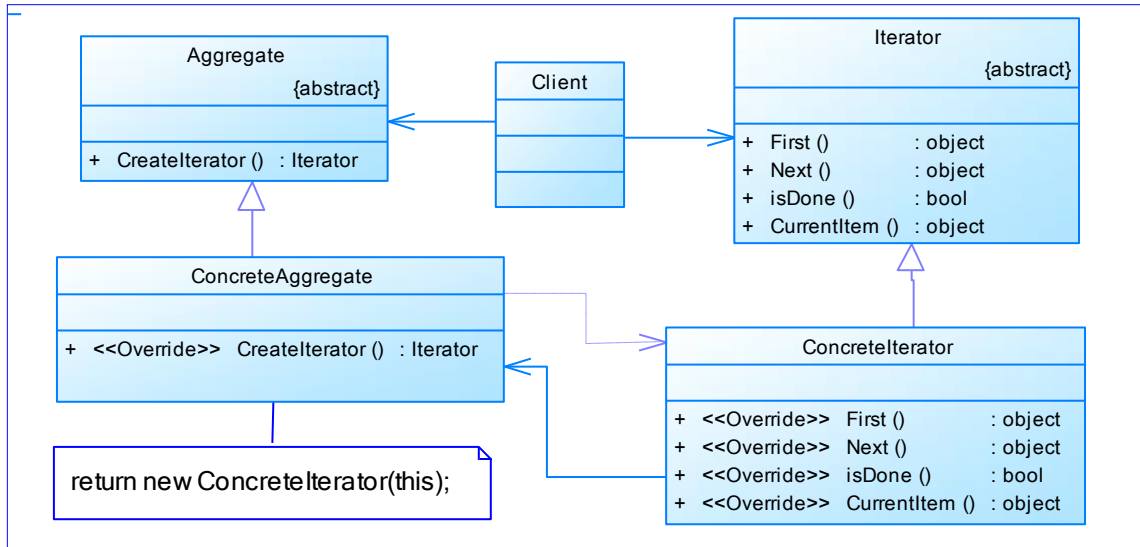 Aggregate
{abstract}
+ CreateIterator () : Iterator
Client
Iterator
{abstract}
+ First () : object
+ Next () : object
+ isDone () : bool
+ CurrentItem () : object
ConcreteAggregate
+ <<Override>> CreateIterator () : Iterator
return new ConcreteIterator(this);
ConcreteIterator
+ <<Override>> First () : object
+ <<Override>> Next () : object
+ <<Override>> isDone () : bool
+ <<Override>> CurrentItem () : object